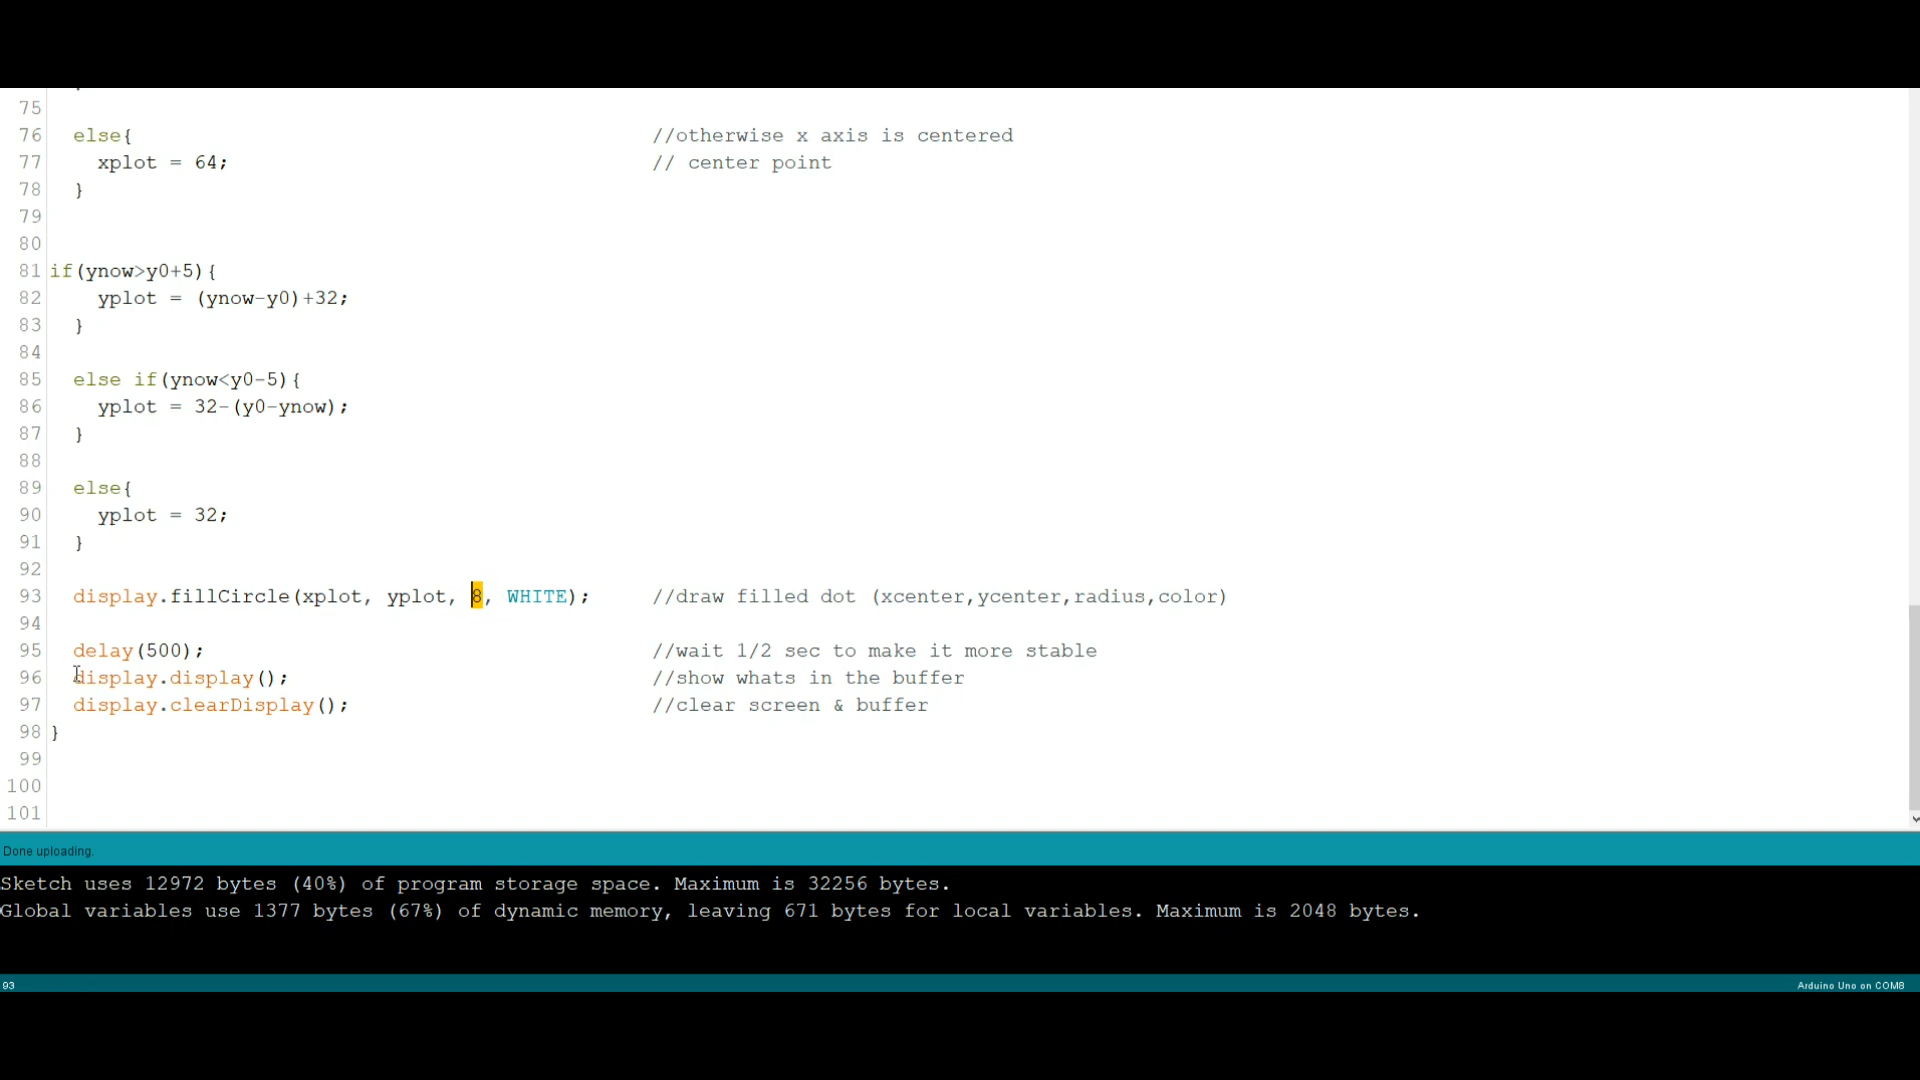 75
76 else{ //otherwise x axis is centered
77 xplot = 64; // center point
78 }
79
80
81 if(ynow>y0+5){
82 yplot = (ynow-y0)+32;
83 }
84
85 else if(ynow<y0-5){
86 yplot = 32-(y0-ynow);
87 }
88
89 else{
90 yplot = 32;
91 }
92
93 display.fillCircle(xplot, yplot, 8, WHITE); //draw filled dot (xcenter,ycenter,radius,color)
94
95 delay(500); //wait 1/2 sec to make it more stable
96 display.display(); //show whats in the buffer
97 display.clearDisplay(); //clear screen & buffer
98 }
99
100
101
Done uploading.
Sketch uses 12972 bytes (40%) of program storage space. Maximum is 32256 bytes.
Global variables use 1377 bytes (67%) of dynamic memory, leaving 671 bytes for local variables. Maximum is 2048 bytes.
93 Arduino Uno on COM8